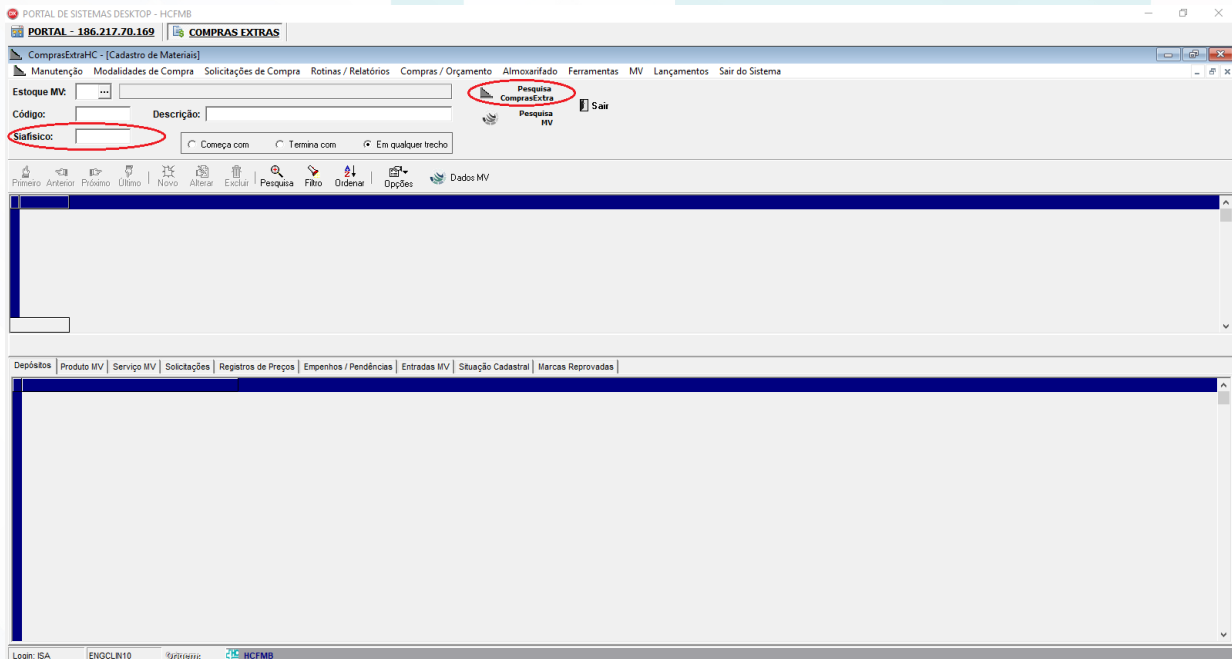 PORTAL DE SISTEMAS DESKTOP - HCFMB
PORTAL - 186.217.70.169 COMPRAS EXTRAS
ComprasExtraHC - [Cadastro de Materiais]
Manutenção Modalidades de Compra Solicitações de Compra Rotinas / Relatórios Compras / Orçamento Almoxarifado Ferramentas MV Lançamentos Sair do Sistema
Estoque MV: ...
Pesquisa
ComprasExtra
Sair
Código: Descrição:
Pesquisa
MV
Siafisico:
Começa com Termina com Em qualquer trecho
Primeiro Anterior Próximo Último Novo Alterar Excluir Pesquisa Filtro Ordenar Opções Dados MV
Depósitos Produto MV Serviço MV Solicitações Registros de Preços Empenhos / Pendências Entradas MV Situação Cadastral Marcas Reprovadas
Login: ISA ENGCLIN10 Origem: HCFMB